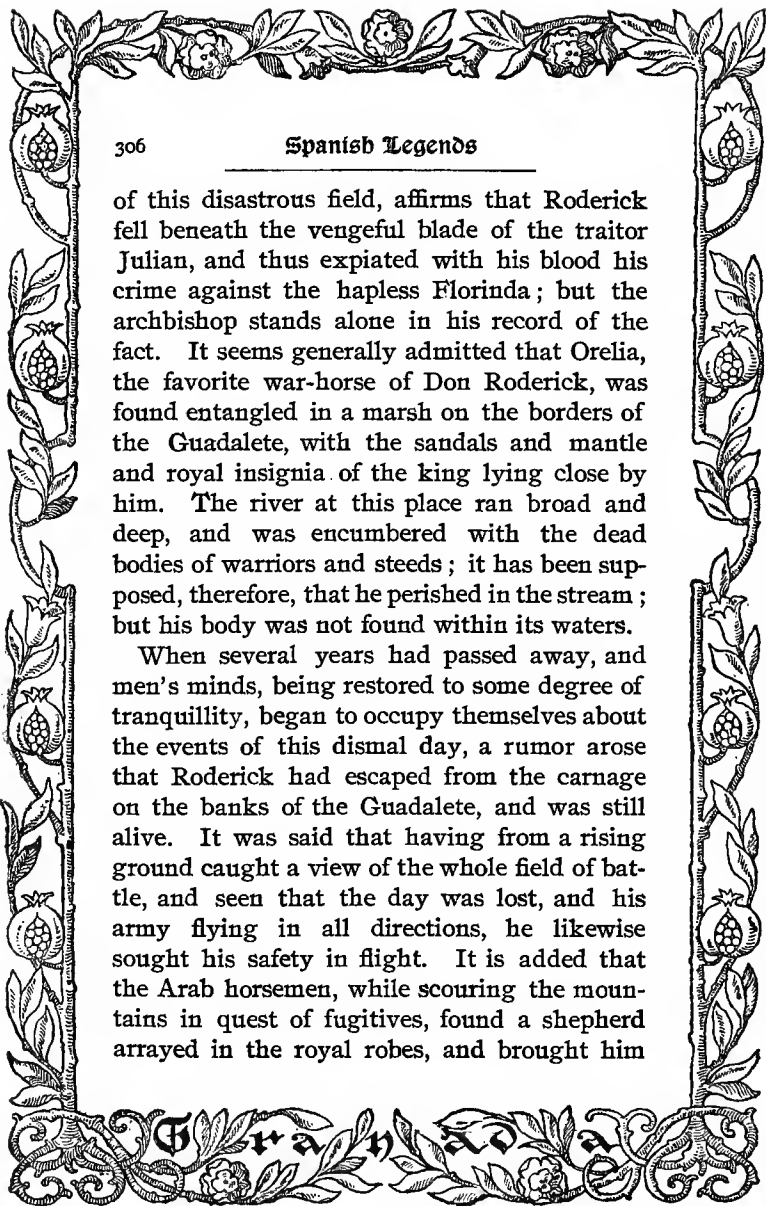 306 Spanish Legends
of this disastrous field, affirms that Roderick
fell beneath the vengeful blade of the traitor
Julian, and thus expiated with his blood his
crime against the hapless Florinda; but the
archbishop stands alone in his record of the
fact. It seems generally admitted that Orelia,
the favorite war-horse of Don Roderick, was
found entangled in a marsh on the borders of
the Guadalete, with the sandals and mantle
and royal insignia of the king lying close by
him. The river at this place ran broad and
deep, and was encumbered with the dead
bodies of warriors and steeds; it has been sup-
posed, therefore, that he perished in the stream;
but his body was not found within its waters.
When several years had passed away, and
men's minds, being restored to some degree of
tranquillity, began to occupy themselves about
the events of this dismal day, a rumor arose
that Roderick had escaped from the carnage
on the banks of the Guadalete, and was still
alive. It was said that having from a rising
ground caught a view of the whole field of bat-
tle, and seen that the day was lost, and his
army flying in all directions, he likewise
sought his safety in flight. It is added that
the Arab horsemen, while scouring the moun-
tains in quest of fugitives, found a shepherd
arrayed in the royal robes, and brought him
Granada